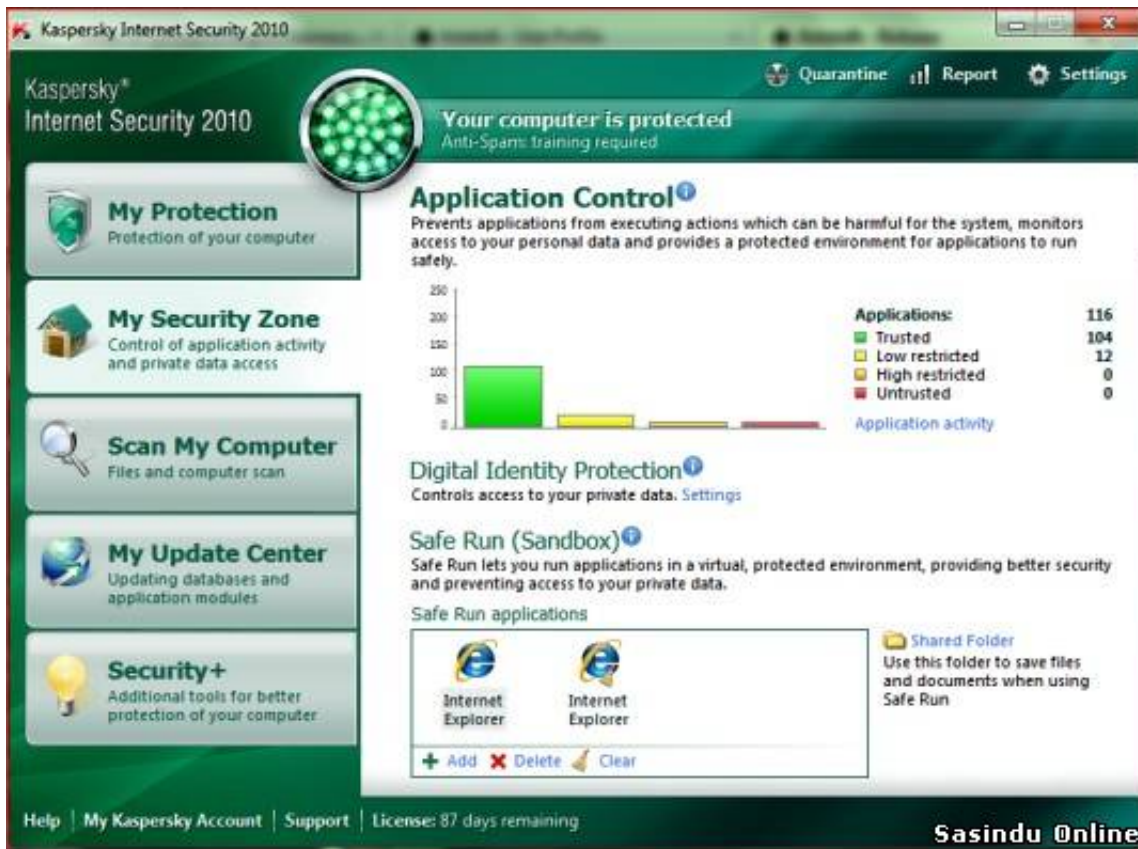 Kaspersky Internet Security 2010
Quarantine
Report
Settings
Kaspersky®
Internet Security 2010
Your computer is protected
Anti-Spam: training required
My Protection
Protection of your computer
My Security Zone
Control of application activity
and private data access
Scan My Computer
Files and computer scan
My Update Center
Updating databases and
application modules
Security+
Additional tools for better
protection of your computer
Application Control
Prevents applications from executing actions which can be harmful for the system, monitors
access to your personal data and provides a protected environment for applications to run
safely.
250
200
150
100
50
0
Applications: 116
Trusted 104
Low restricted 12
High restricted 0
Untrusted 0
Application activity
Digital Identity Protection
Controls access to your private data. Settings
Safe Run (Sandbox)
Safe Run lets you run applications in a virtual, protected environment, providing better security
and preventing access to your private data.
Safe Run applications
Internet
Explorer
Internet
Explorer
Add Delete Clear
Shared Folder
Use this folder to save files
and documents when using
Safe Run
Help | My Kaspersky Account | Support | License: 87 days remaining
Sasindu Online